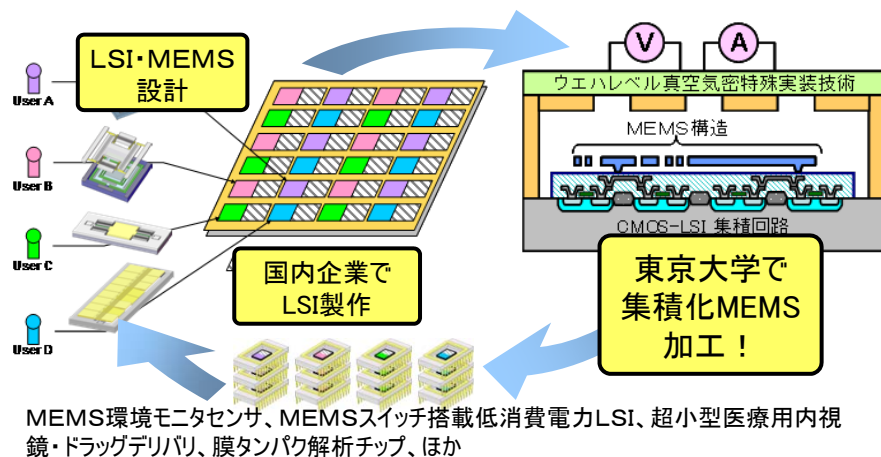 LSI・MEMS
設計
User A
User B
User C
User D
国内企業で
LSI製作
V
A
ウエハレベル真空気密特殊実装技術
MEMS構造
CMOS-LSI 集積回路
東京大学で
集積化MEMS
加工！
MEMS環境モニタセンサ、MEMSスイッチ搭載低消費電力LSI、超小型医療用内視
鏡・ドラッグデリバリ、膜タンパク解析チップ、ほか